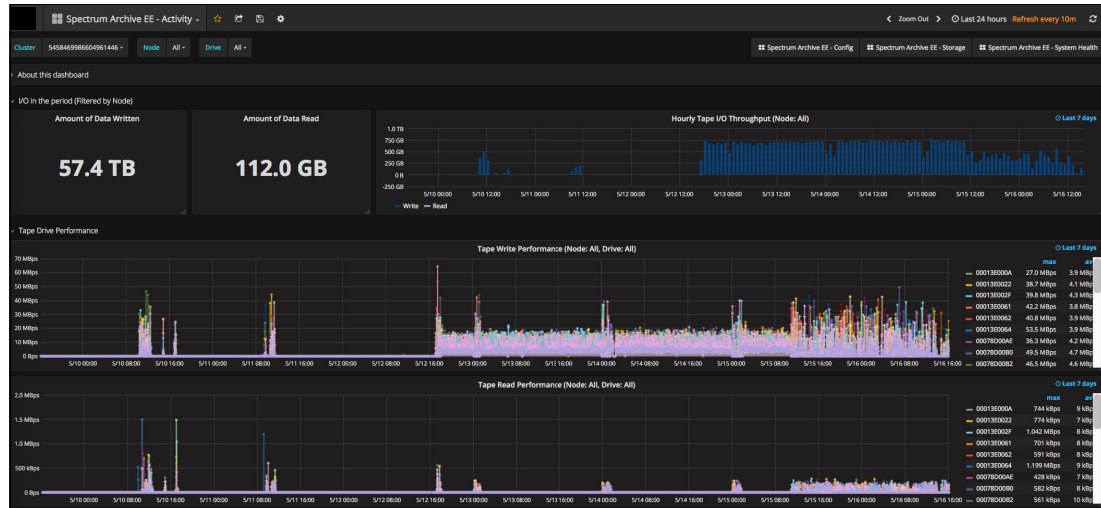 Spectrum Archive EE - Activity
Zoom Out Last 24 hours Refresh every 10m
Cluster 5458469986604961446 Node All Drive All
Spectrum Archive EE - Config Spectrum Archive EE - Storage Spectrum Archive EE - System Health
About this dashboard
I/O in the period (Filtered by Node)
Amount of Data Written
57.4 TB
Amount of Data Read
112.0 GB
Hourly Tape I/O Throughput (Node: All)
Last 7 days
1.0 TB
750 GB
500 GB
250 GB
0 B
-250 GB
5/10 00:00 5/10 12:00 5/11 00:00 5/11 12:00 5/12 00:00 5/12 12:00 5/13 00:00 5/13 12:00 5/14 00:00 5/14 12:00 5/15 00:00 5/15 12:00 5/16 00:00 5/16 12:00
Write Read
Tape Drive Performance
Tape Write Performance (Node: All, Drive: All)
Last 7 days
70 MBps
60 MBps
50 MBps
40 MBps
30 MBps
20 MBps
10 MBps
0 Bps
5/10 00:00 5/10 08:00 5/10 16:00 5/11 00:00 5/11 08:00 5/11 16:00 5/12 00:00 5/12 08:00 5/12 16:00 5/13 00:00 5/13 08:00 5/13 16:00 5/14 00:00 5/14 08:00 5/14 16:00 5/15 00:00 5/15 08:00 5/15 16:00 5/16 00:00 5/16 08:00 5/16 16:00
max av
00013E000A 27.0 MBps 3.9 MBp
00013E0022 38.7 MBps 4.1 MBp
00013E002F 39.8 MBps 4.3 MBp
00013E0061 42.2 MBps 3.8 MBp
00013E0062 40.8 MBps 3.9 MBp
00013E0064 53.5 MBps 3.9 MBp
00078D00AE 36.3 MBps 4.2 MBp
00078D00B0 49.5 MBps 4.7 MBp
00078D00B2 46.5 MBps 4.6 MBp
Tape Read Performance (Node: All, Drive: All)
Last 7 days
2.0 MBps
1.5 MBps
1.0 MBps
500 kBps
0 Bps
5/10 00:00 5/10 08:00 5/10 16:00 5/11 00:00 5/11 08:00 5/11 16:00 5/12 00:00 5/12 08:00 5/12 16:00 5/13 00:00 5/13 08:00 5/13 16:00 5/14 00:00 5/14 08:00 5/14 16:00 5/15 00:00 5/15 08:00 5/15 16:00 5/16 00:00 5/16 08:00 5/16 16:00
max av
00013E000A 744 kBps 9 kBp
00013E0022 774 kBps 7 kBp
00013E002F 1.042 MBps 8 kBp
00013E0061 701 kBps 8 kBp
00013E0062 591 kBps 8 kBp
00013E0064 1.199 MBps 9 kBp
00078D00AE 428 kBps 7 kBp
00078D00B0 582 kBps 8 kBp
00078D00B2 561 kBps 10 kBp